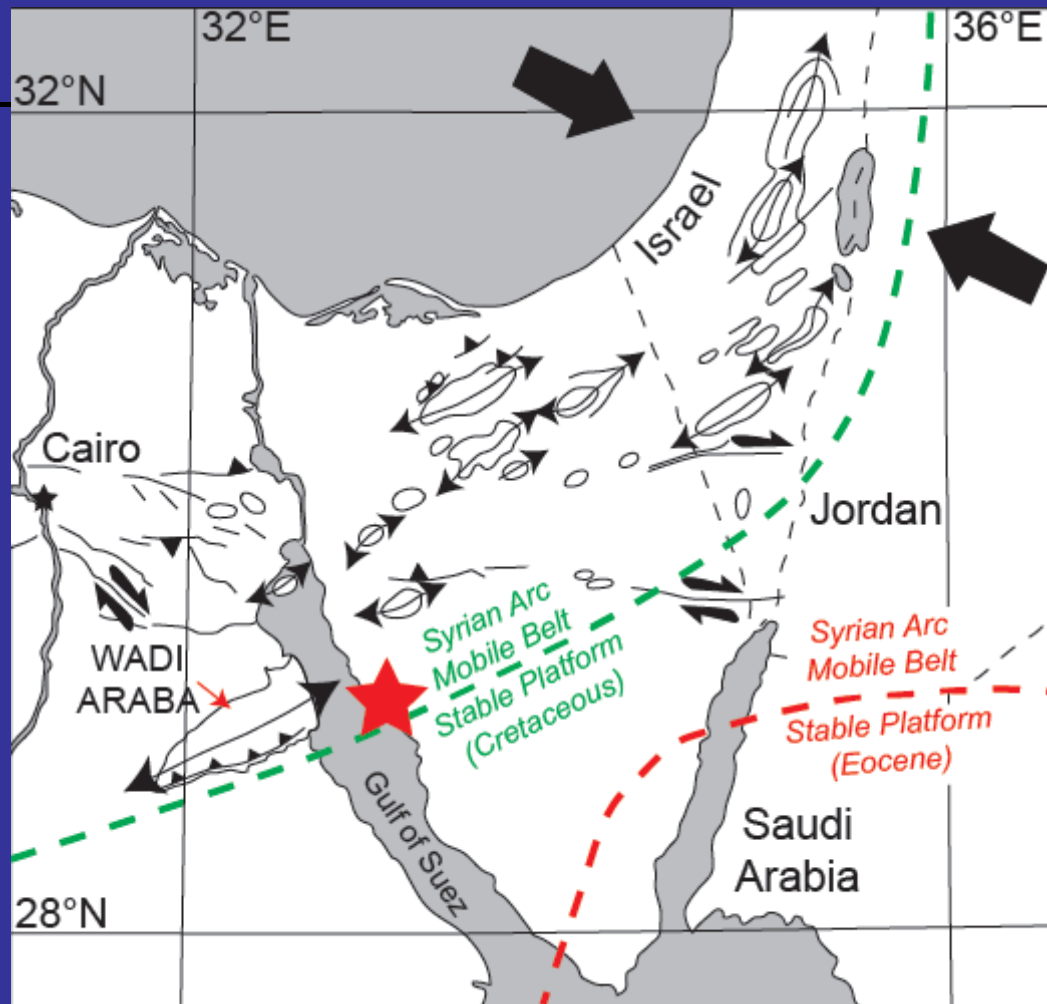 32°E
36°E
32°N
Israel
Cairo
Jordan
Syrian Arc
Mobile Belt
Stable Platform
(Cretaceous)
WADI
ARABA
Syrian Arc
Mobile Belt
Stable Platform
(Eocene)
Gulf of Suez
Saudi
Arabia
28°N